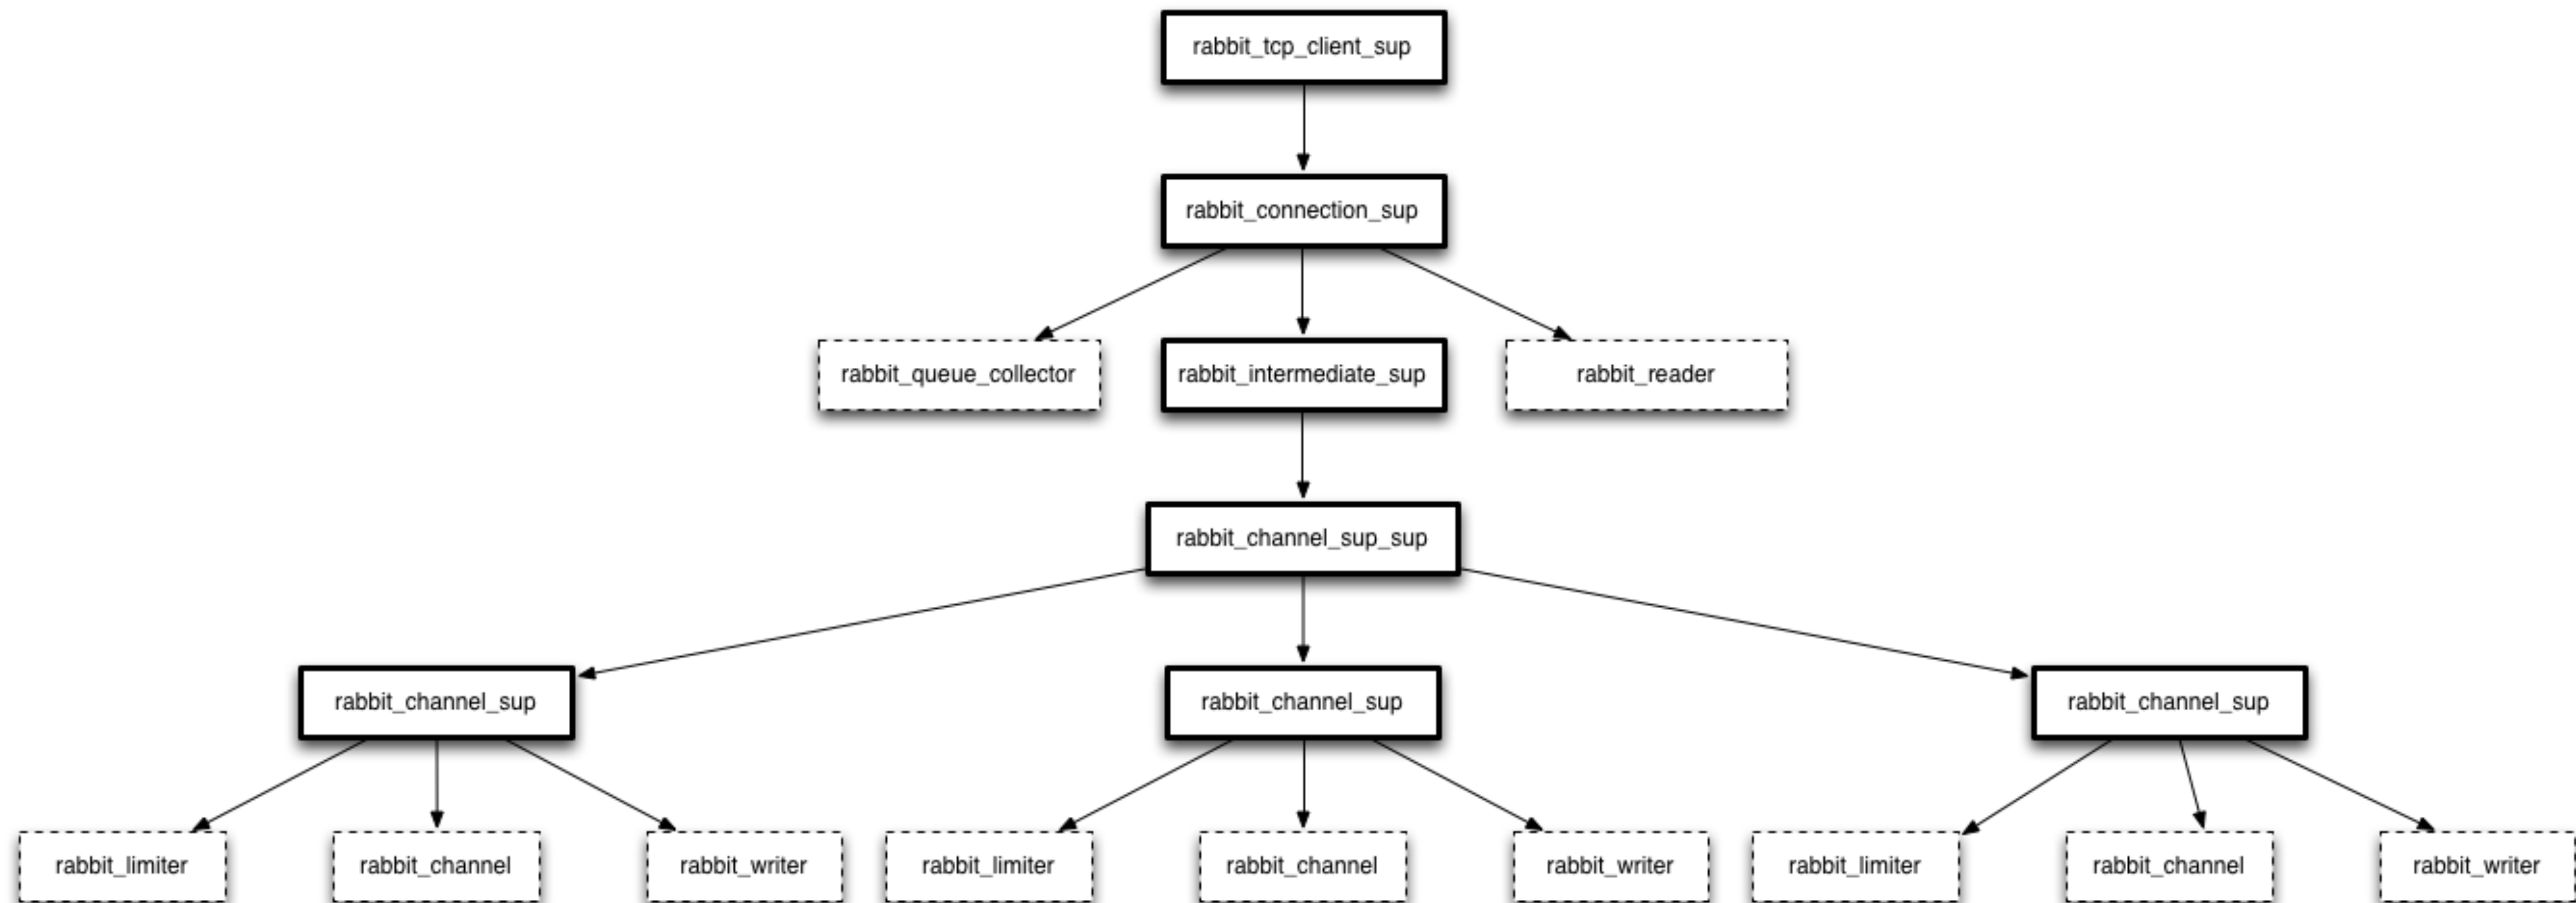 rabbit_tcp_client_sup
rabbit_connection_sup
rabbit_queue_collector
rabbit_intermediate_sup
rabbit_reader
rabbit_channel_sup_sup
rabbit_channel_sup
rabbit_channel_sup
rabbit_channel_sup
rabbit_limiter
rabbit_channel
rabbit_writer
rabbit_limiter
rabbit_channel
rabbit_writer
rabbit_limiter
rabbit_channel
rabbit_writer